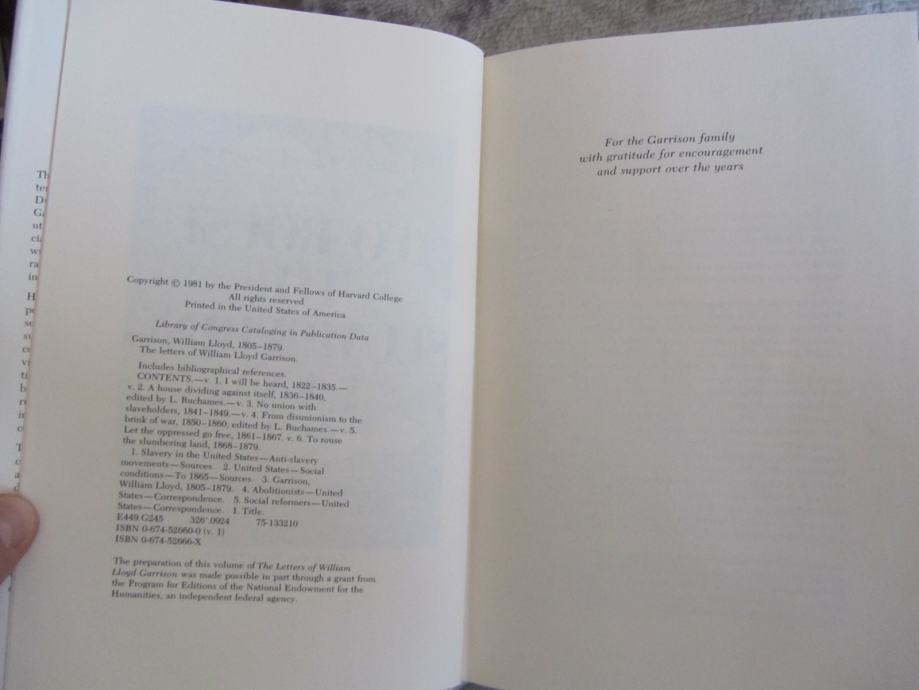 Th
te
D
G
ut
cia
w
ra
in
H
Copyright © 1981 by the President and Fellows of Harvard College
All rights reserved
Printed in the United States of America
Library of Congress Cataloging in Publication Data
Garrison, William Lloyd, 1805–1879.
The letters of William Lloyd Garrison.
Includes bibliographical references.
CONTENTS.—v. 1. I will be heard, 1822–1835.—
v. 2. A house dividing against itself, 1836–1840,
edited by L. Ruchames.—v. 3. No union with
slaveholders, 1841–1849.—v. 4. From disunionism to the
brink of war, 1850–1860, edited by L. Ruchames.—v. 5.
Let the oppressed go free, 1861–1867. v. 6. To rouse
the slumbering land, 1868–1879.
1. Slavery in the United States—Anti-slavery
movements—Sources. 2. United States—Social
conditions—To 1865—Sources. 3. Garrison,
William Lloyd, 1805–1879. 4. Abolitionists—United
States—Correspondence. 5. Social reformers—United
States—Correspondence. 1. Title.
E449.G245 326'.0924 75-133210
ISBN 0-674-52660-0 (v. 1)
ISBN 0-674-52666-X
The preparation of this volume of The Letters of William
Lloyd Garrison was made possible in part through a grant from
the Program for Editions of the National Endowment for the
Humanities, an independent federal agency.
For the Garrison family
with gratitude for encouragement
and support over the years